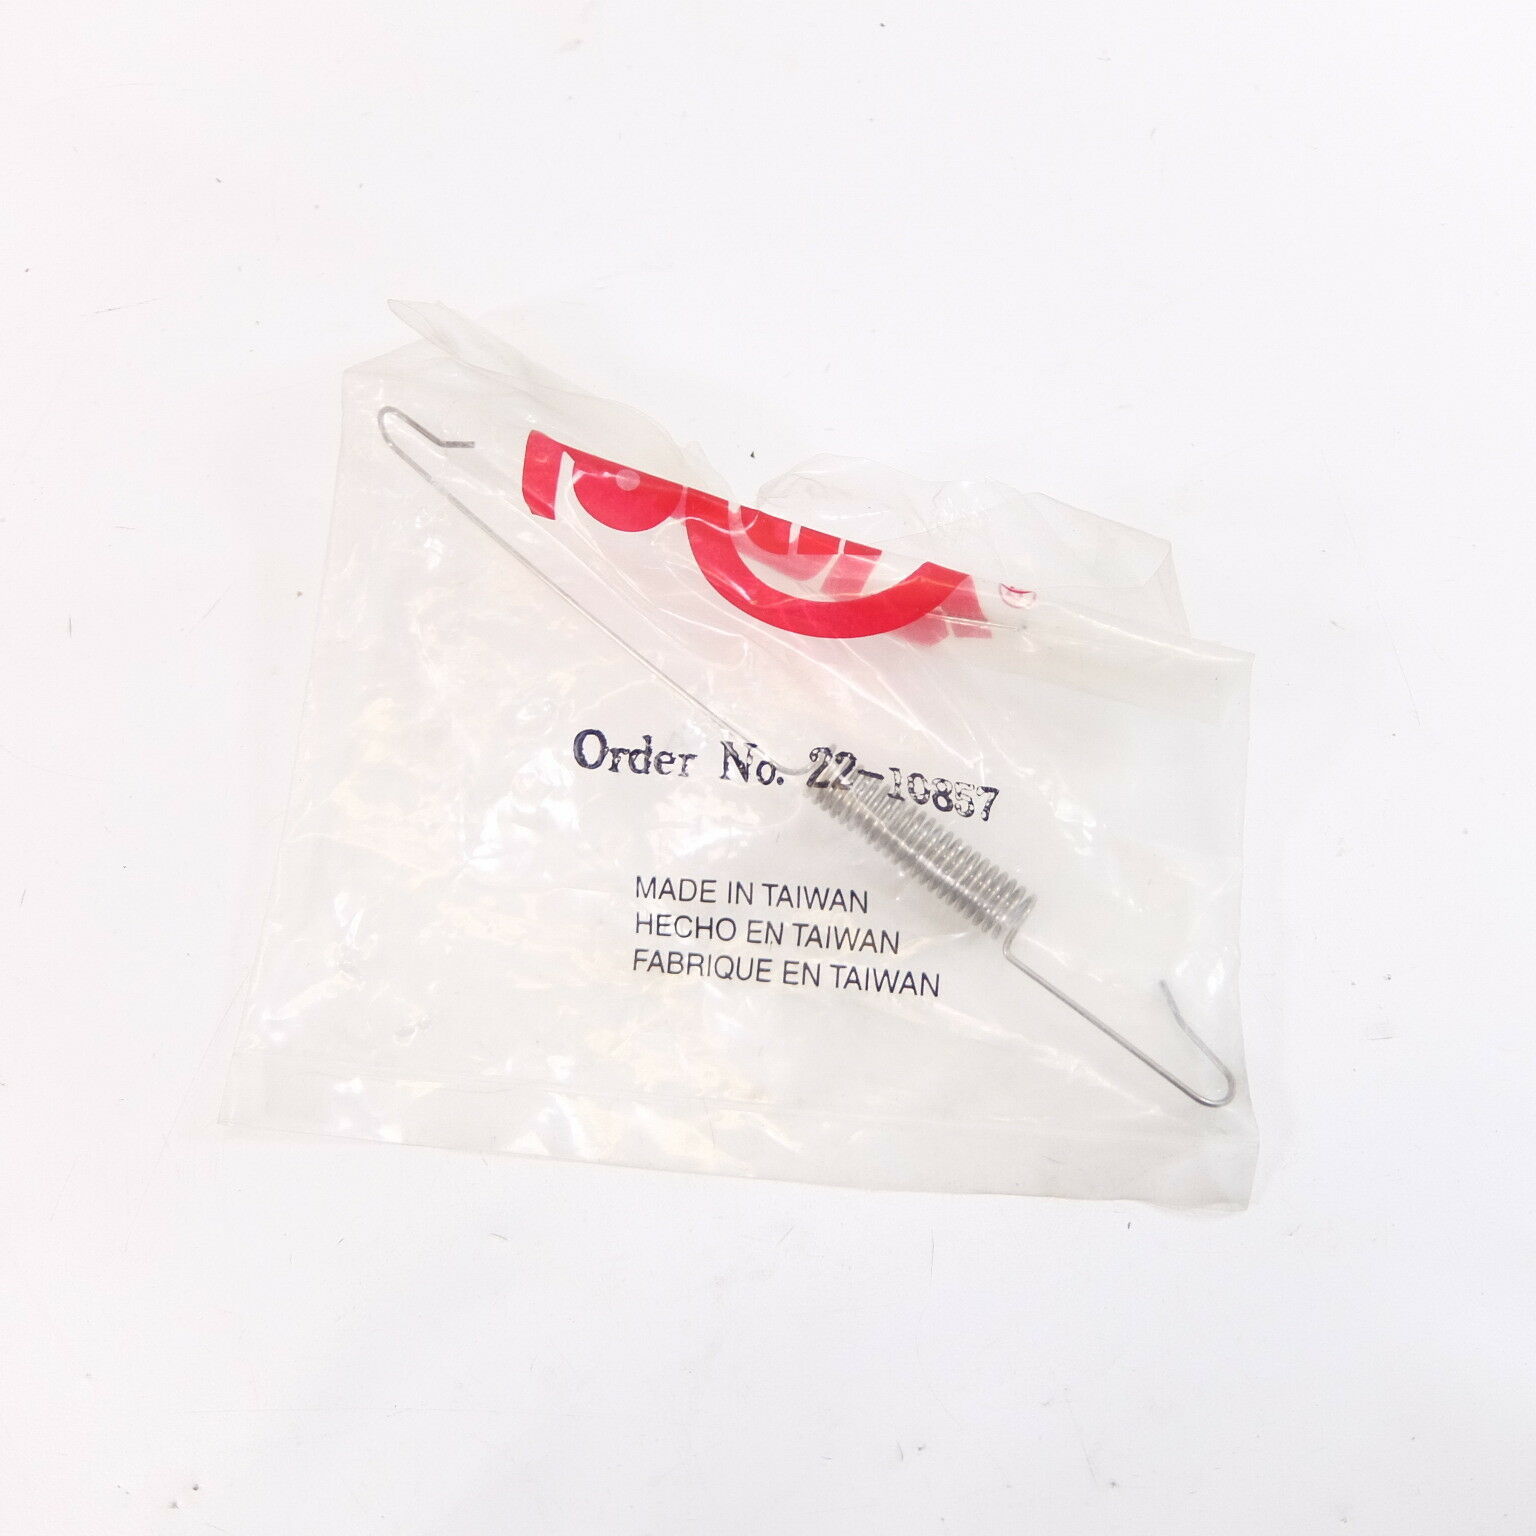 Order No. 22-10857
MADE IN TAIWAN
HECHO EN TAIWAN
FABRIQUE EN TAIWAN